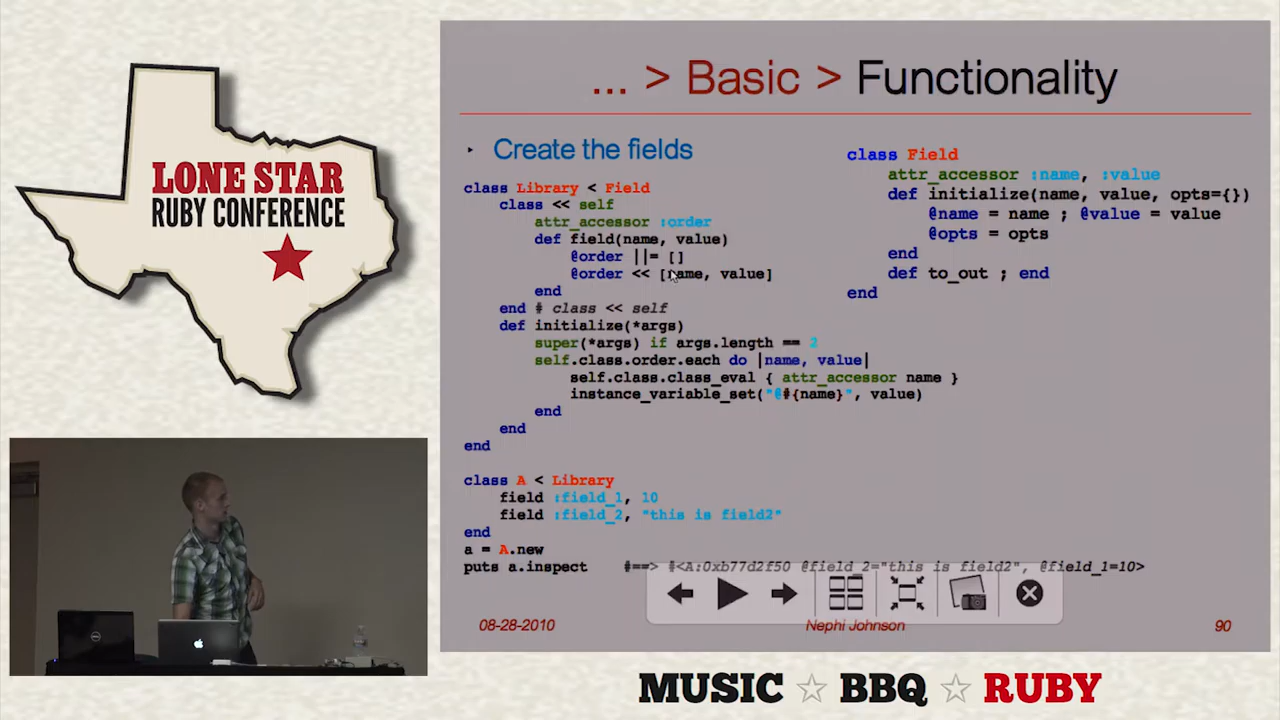 LONE STAR
RUBY CONFERENCE
... > Basic > Functionality
‣ Create the fields
class Library < Field
class << self
attr_accessor :order
def field(name, value)
@order ||= []
@order << [name, value]
end
end # class << self
def initialize(*args)
super(*args) if args.length == 2
self.class.order.each do |name, value|
self.class.class_eval { attr_accessor name }
instance_variable_set("@#{name}", value)
end
end
end
class A < Library
field :field_1, 10
field :field_2, "this is field2"
end
a = A.new
puts a.inspect #==> #<A:0xb77d2f50 @field_2="this is field2", @field_1=10>
class Field
attr_accessor :name, :value
def initialize(name, value, opts={})
@name = name ; @value = value
@opts = opts
end
def to_out ; end
end
08-28-2010
Nephi Johnson
90
MUSIC ☆ BBQ ☆ RUBY